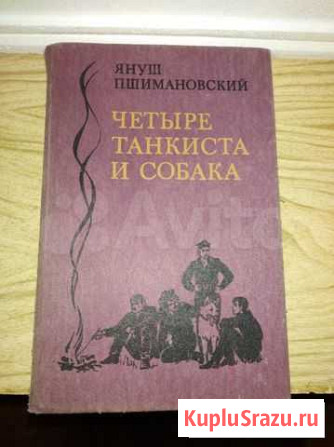 ЯНУШ
ПШИМАНОВСКИЙ
ЧЕТЫРЕ
ТАНКИСТА
И СОБАКА
Avito
KupluSrazu.ru